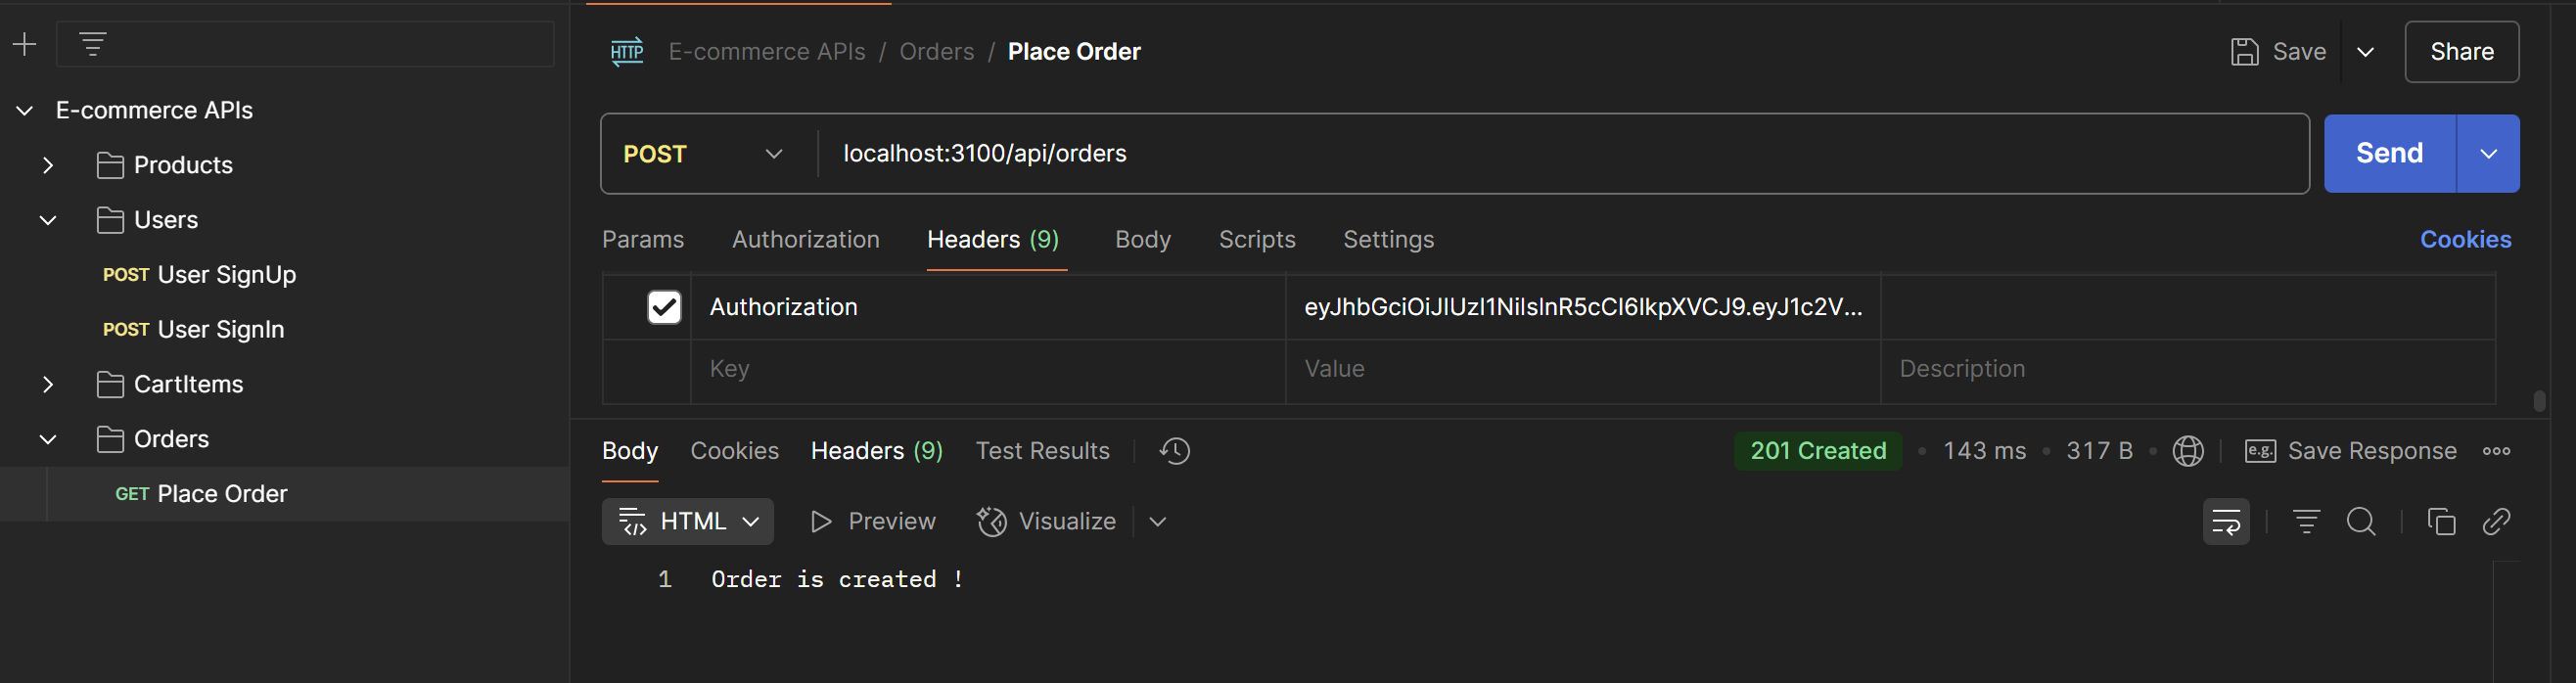 E-commerce APIs
Products
Users
POST User SignUp
POST User SignIn
CartItems
Orders
GET Place Order
HTTP E-commerce APIs / Orders / Place Order
Save
Share
POST localhost:3100/api/orders
Send
Params Authorization Headers (9) Body Scripts Settings
Cookies
Authorization eyJhbGciOiJIUzI1NiIsInR5cCI6IkpXVCJ9.eyJ1c2V...
Key Value Description
Body Cookies Headers (9) Test Results
201 Created • 143 ms • 317 B • e.g. Save Response
HTML Preview Visualize
1 Order is created !